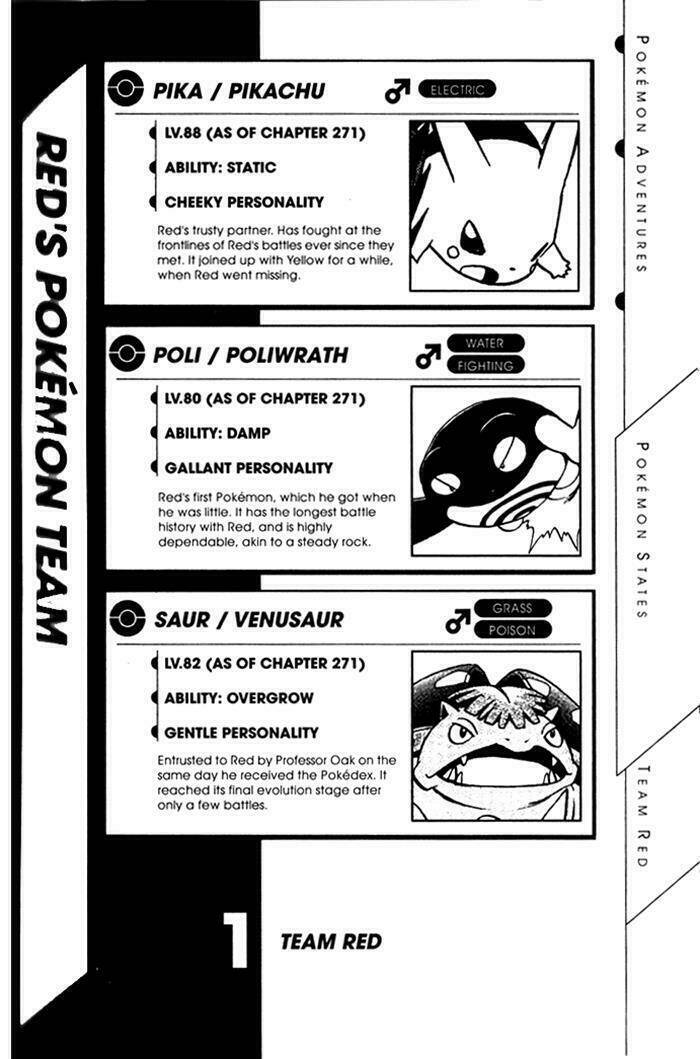 RED'S POKÉMON TEAM
PIKA / PIKACHU
♂ ELECTRIC
LV.88 (AS OF CHAPTER 271)
ABILITY: STATIC
CHEEKY PERSONALITY
Red's trusty partner. Has fought at the
frontlines of Red's battles ever since they
met. It joined up with Yellow for a while,
when Red went missing.
POLI / POLIWRATH
♂ WATER
FIGHTING
LV.80 (AS OF CHAPTER 271)
ABILITY: DAMP
GALLANT PERSONALITY
Red's first Pokémon, which he got when
he was little. It has the longest battle
history with Red, and is highly
dependable, akin to a steady rock.
SAUR / VENUSAUR
♂ GRASS
POISON
LV.82 (AS OF CHAPTER 271)
ABILITY: OVERGROW
GENTLE PERSONALITY
Entrusted to Red by Professor Oak on the
same day he received the Pokédex. It
reached its final evolution stage after
only a few battles.
1 TEAM RED
POKÉMON ADVENTURES
POKÉMON STATES
TEAM RED